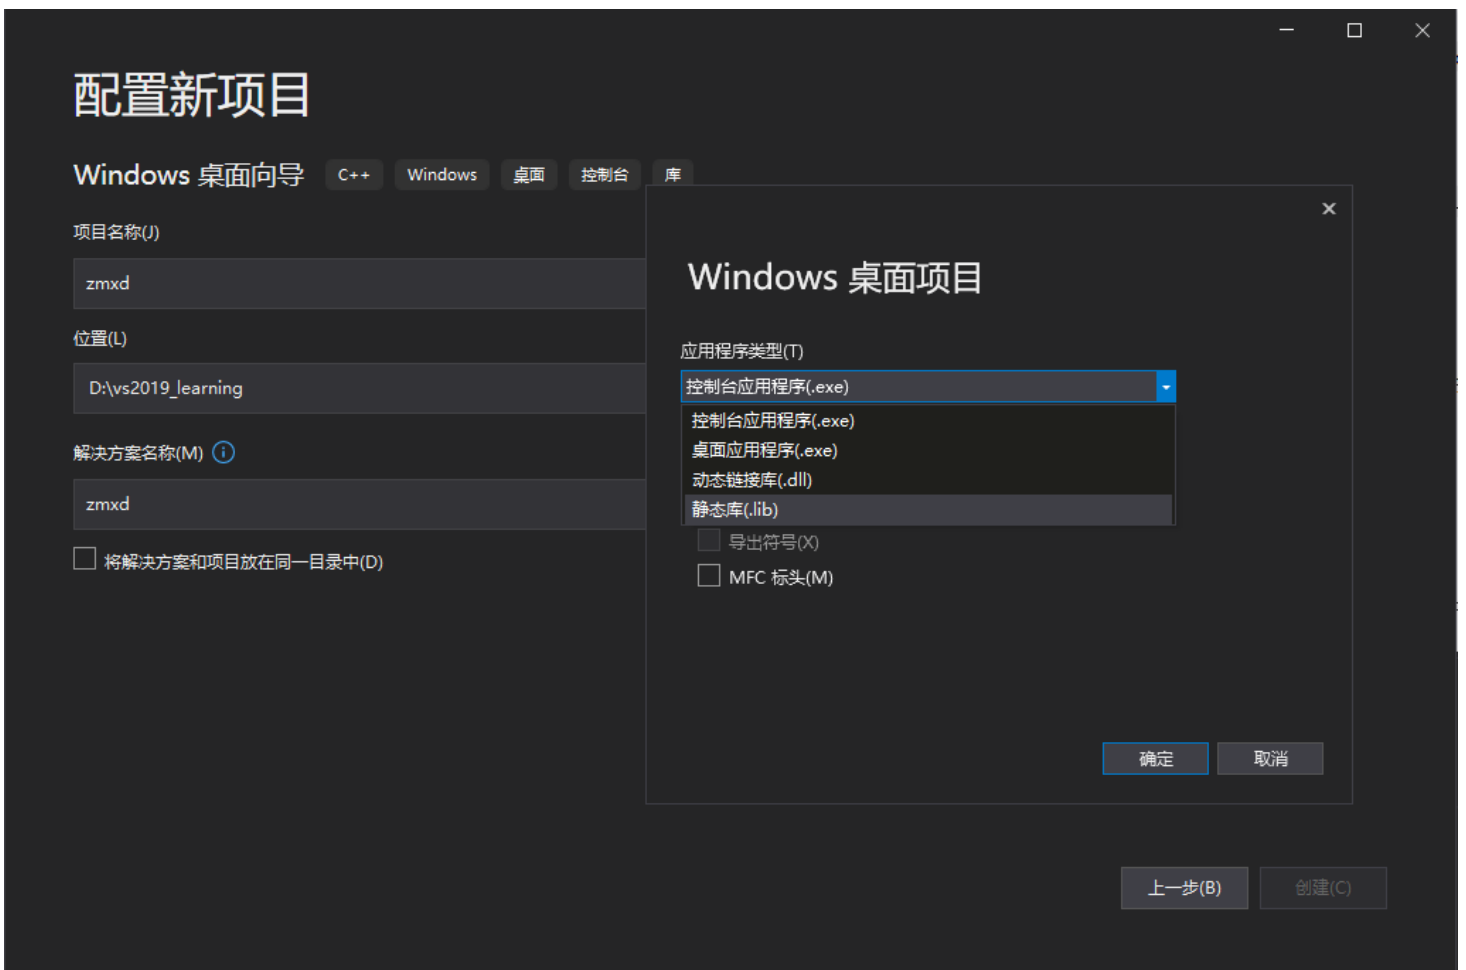 配置新项目
Windows 桌面向导 C++ Windows 桌面 控制台 库
项目名称(J)
zmxd
位置(L)
D:\vs2019_learning
解决方案名称(M)
zmxd
将解决方案和项目放在同一目录中(D)
Windows 桌面项目
应用程序类型(T)
控制台应用程序(.exe)
控制台应用程序(.exe)
桌面应用程序(.exe)
动态链接库(.dll)
静态库(.lib)
导出符号(X)
MFC 标头(M)
确定 取消
上一步(B) 创建(C)